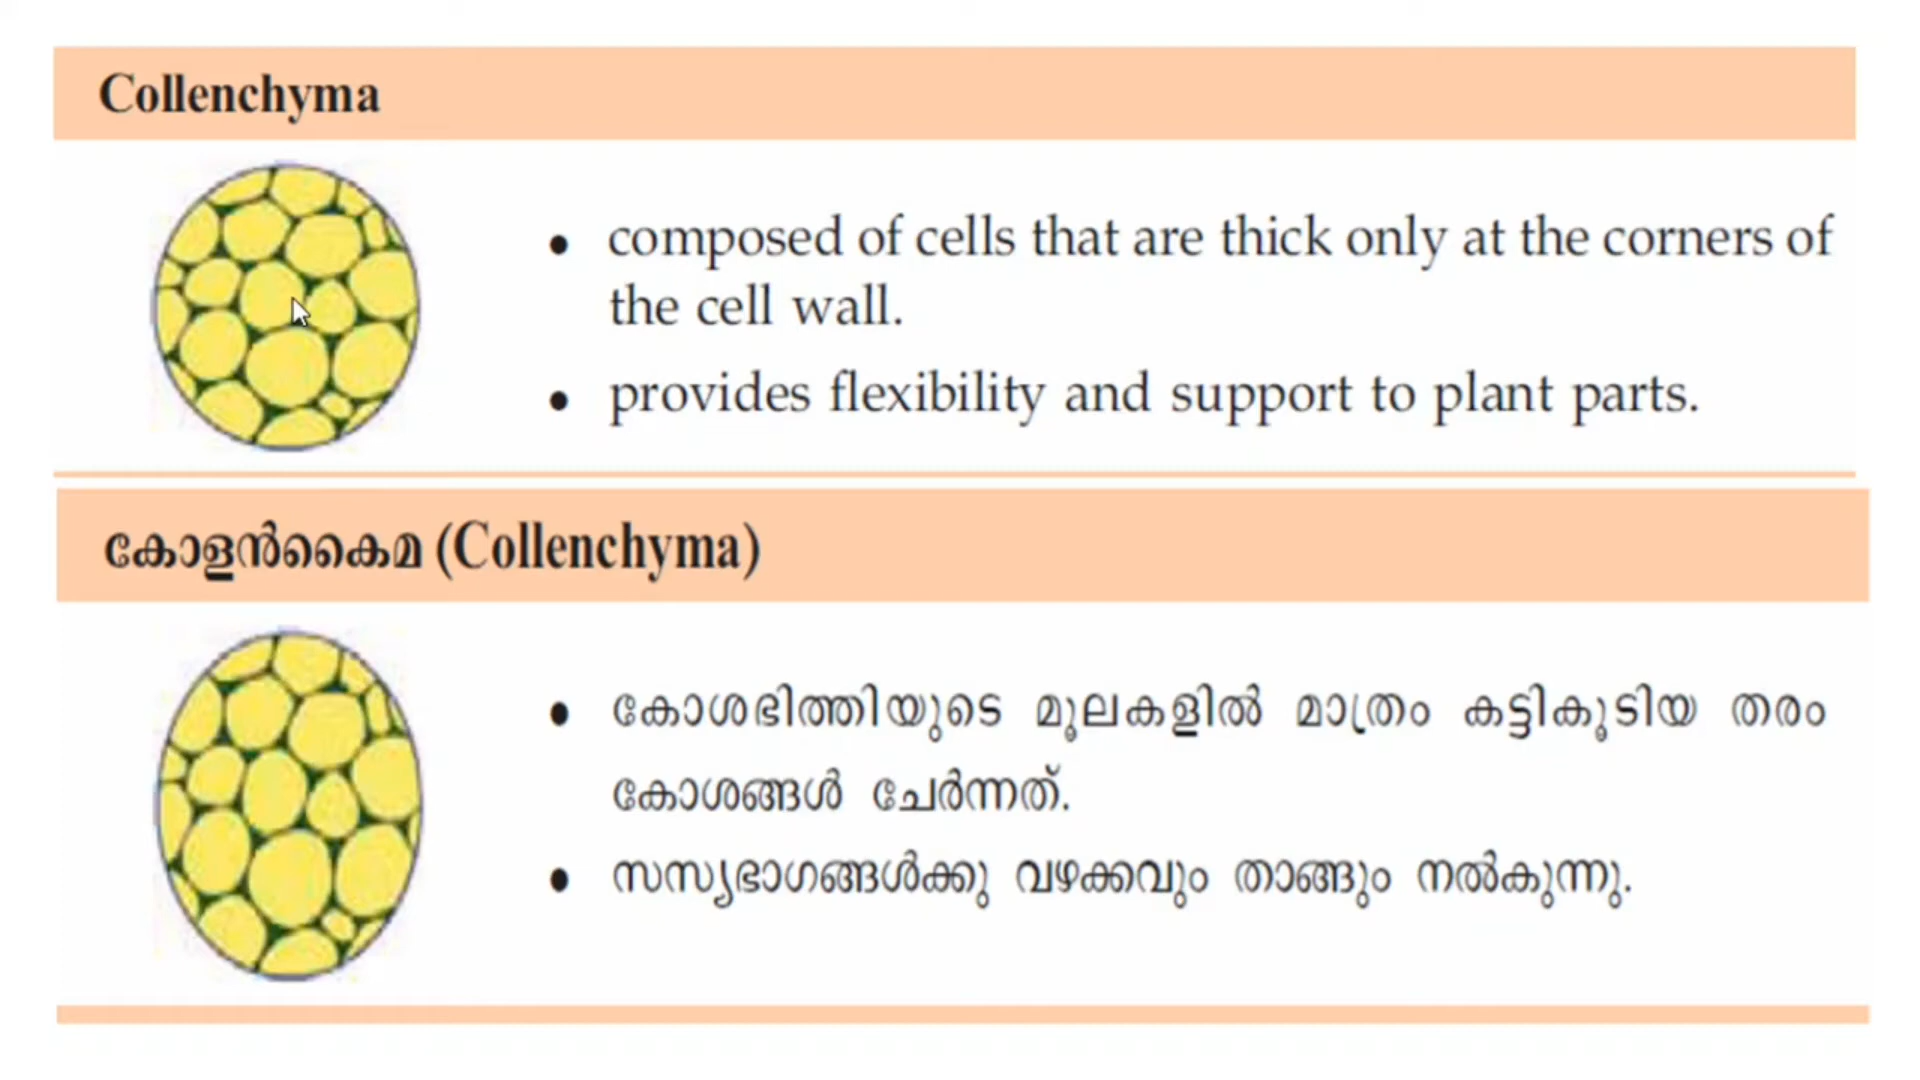 Collenchyma
• composed of cells that are thick only at the corners of
the cell wall.
• provides flexibility and support to plant parts.
കോളൻകൈമ (Collenchyma)
• കോശഭിത്തിയുടെ മൂലകളിൽ മാത്രം കട്ടികൂടിയ തരം
കോശങ്ങൾ ചേർന്നത്.
• സസ്യഭാഗങ്ങൾക്കു വഴക്കവും താങ്ങും നൽകുന്നു.